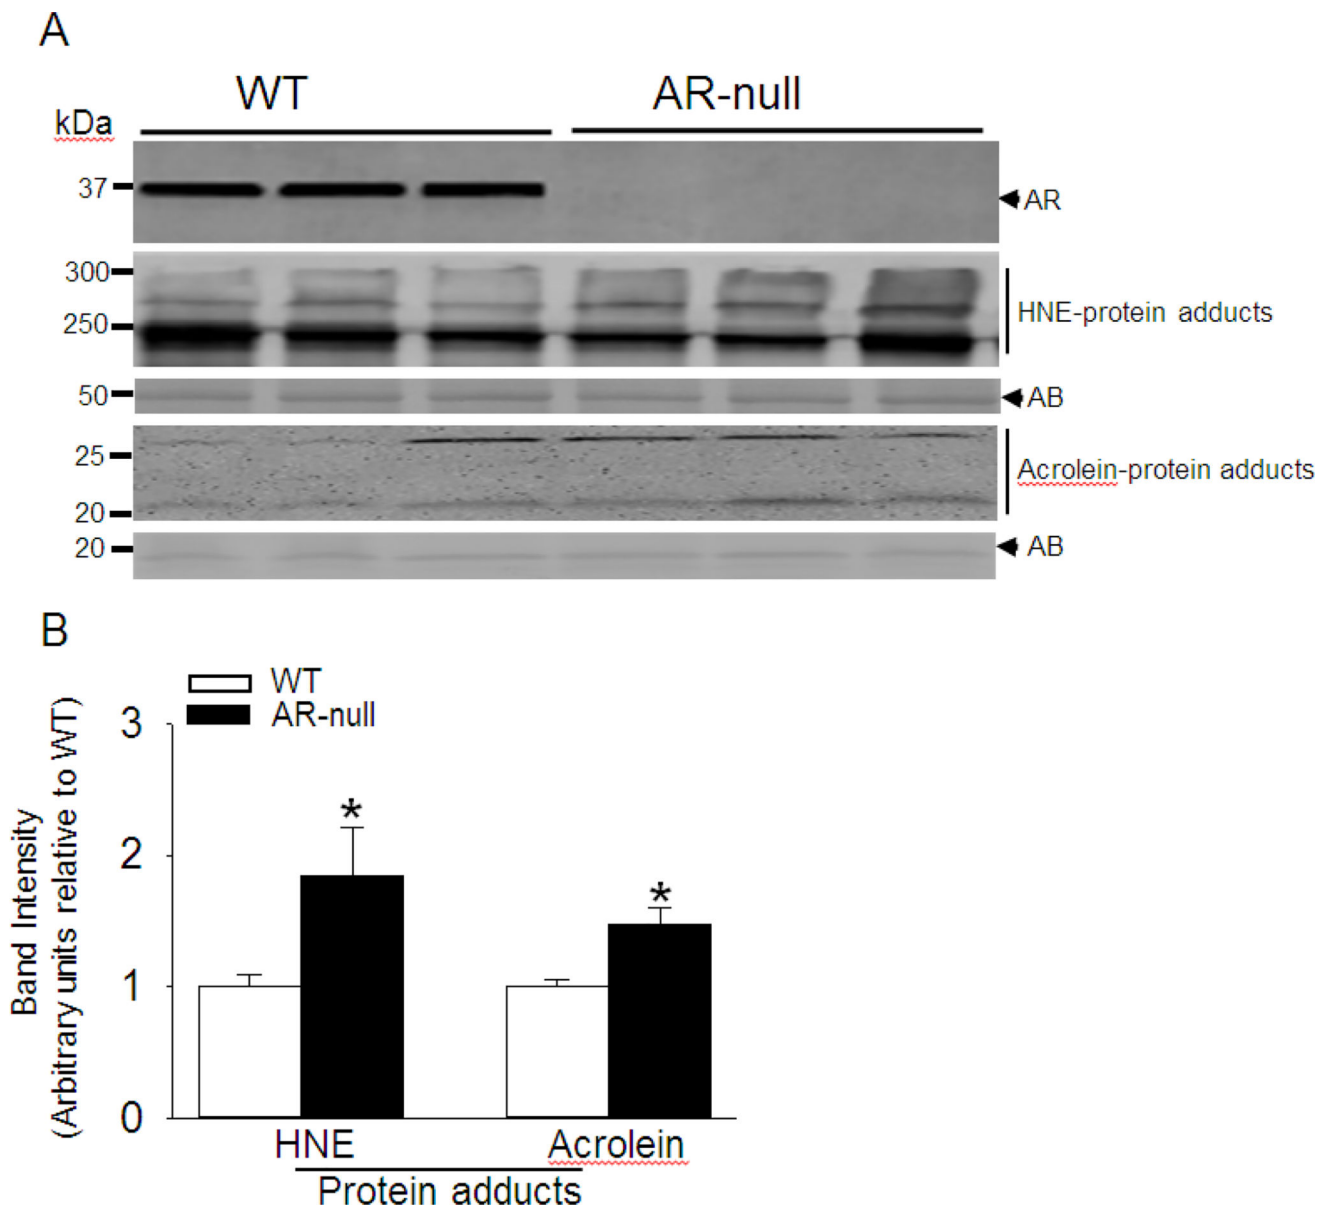 A
WT AR-null
kDa
37
AR
300
250
HNE-protein adducts
50
AB
25
20
Acrolein-protein adducts
20
AB
B
WT
AR-null
Band Intensity
(Arbitrary units relative to WT)
3
2
1
0
*
*
HNE Acrolein
Protein adducts